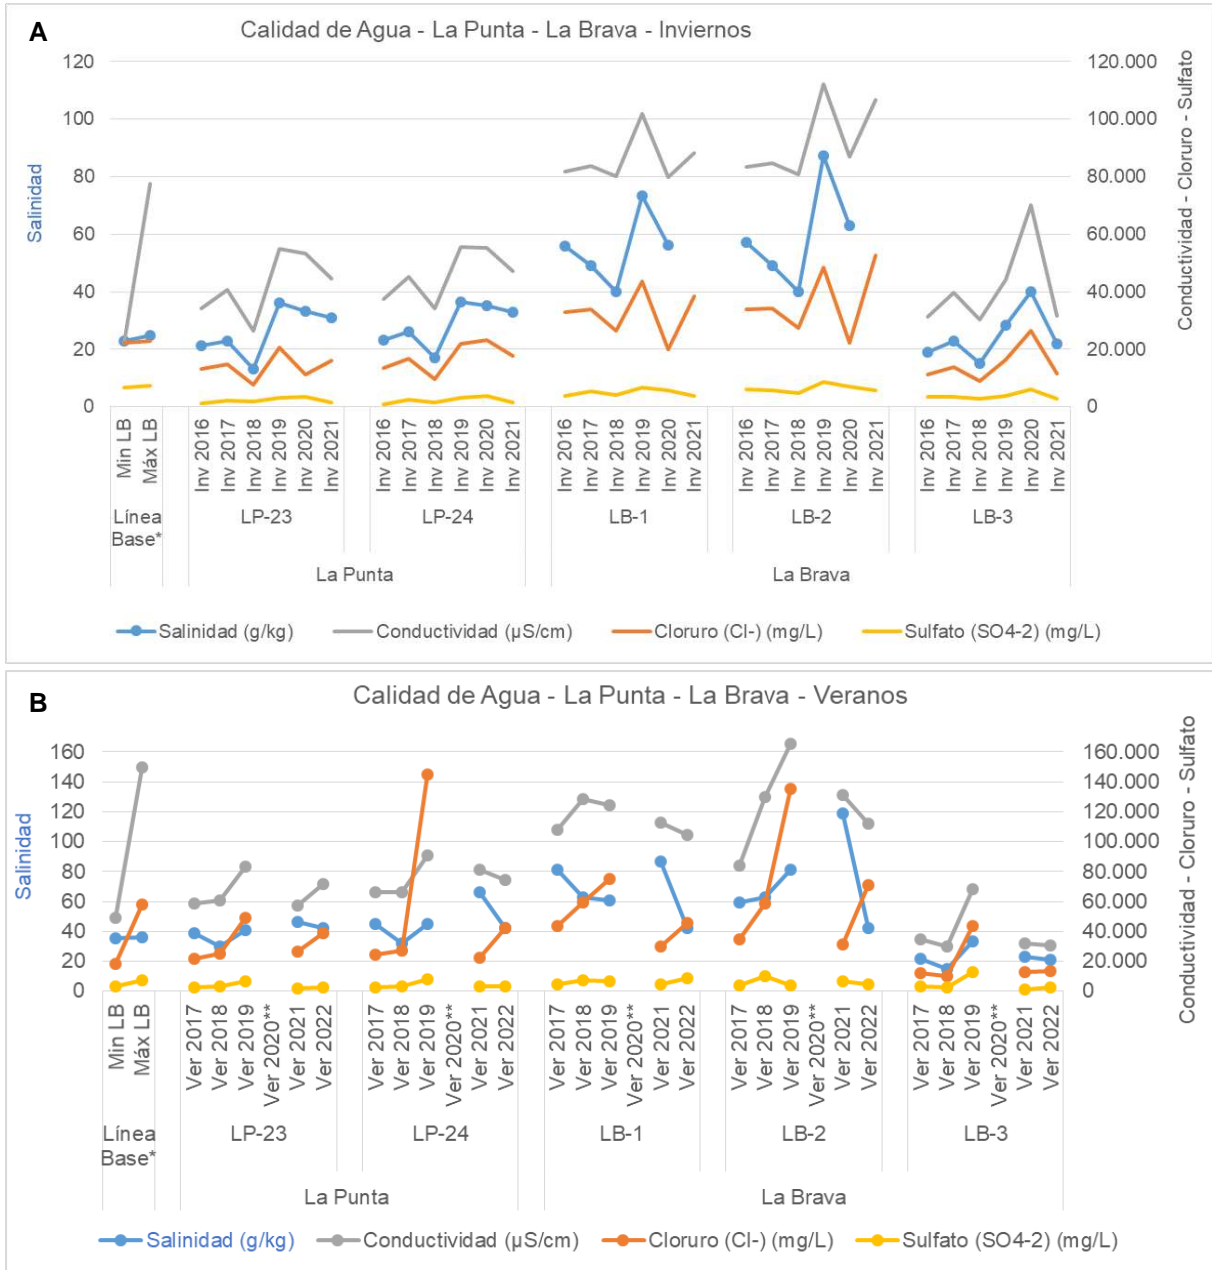 A
Calidad de Agua - La Punta - La Brava - Inviernos
120
100
80
60
40
20
0
Salinidad
120.000
100.000
80.000
60.000
40.000
20.000
0
Conductividad - Cloruro - Sulfato
Min LB
Máx LB
Inv 2016
Inv 2017
Inv 2018
Inv 2019
Inv 2020
Inv 2021
Inv 2016
Inv 2017
Inv 2018
Inv 2019
Inv 2020
Inv 2021
Inv 2016
Inv 2017
Inv 2018
Inv 2019
Inv 2020
Inv 2021
Inv 2016
Inv 2017
Inv 2018
Inv 2019
Inv 2020
Inv 2021
Inv 2016
Inv 2017
Inv 2018
Inv 2019
Inv 2020
Inv 2021
Línea
Base*
LP-23
LP-24
LB-1
LB-2
LB-3
La Punta
La Brava
Salinidad (g/kg)
Conductividad (µS/cm)
Cloruro (Cl-) (mg/L)
Sulfato (SO4-2) (mg/L)
B
Calidad de Agua - La Punta - La Brava - Veranos
160
140
120
100
80
60
40
20
0
Salinidad
160.000
140.000
120.000
100.000
80.000
60.000
40.000
20.000
0
Conductividad - Cloruro - Sulfato
Min LB
Máx LB
Ver 2017
Ver 2018
Ver 2019
Ver 2020**
Ver 2021
Ver 2022
Ver 2017
Ver 2018
Ver 2019
Ver 2020**
Ver 2021
Ver 2022
Ver 2017
Ver 2018
Ver 2019
Ver 2020**
Ver 2021
Ver 2022
Ver 2017
Ver 2018
Ver 2019
Ver 2020**
Ver 2021
Ver 2022
Ver 2017
Ver 2018
Ver 2019
Ver 2020**
Ver 2021
Ver 2022
Línea
Base*
LP-23
LP-24
LB-1
LB-2
LB-3
La Punta
La Brava
Salinidad (g/kg)
Conductividad (µS/cm)
Cloruro (Cl-) (mg/L)
Sulfato (SO4-2) (mg/L)